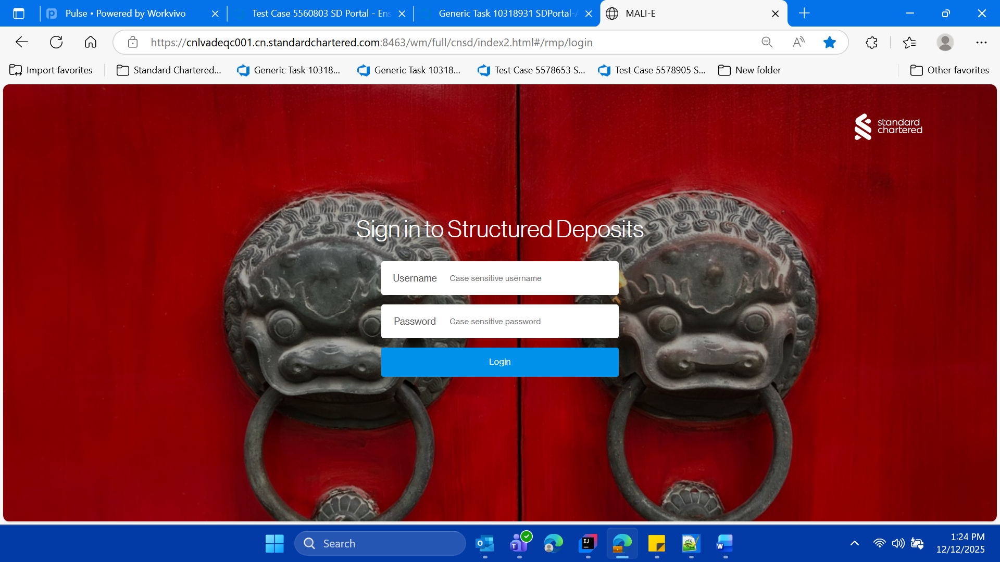 Pulse • Powered by Workvivo
Test Case 5560803 SD Portal - Ens
Generic Task 10318931 SDPortal-A
MALI-E
https://cnlvadeqc001.cn.standardchartered.com:8463/wm/full/cnsd/index2.html#/rmp/login
Import favorites
Standard Chartered...
Generic Task 10318...
Generic Task 10318...
Test Case 5578653 S...
Test Case 5578905 S...
New folder
Other favorites
standard
chartered
Sign in to Structured Deposits
Username Case sensitive username
Password Case sensitive password
Login
Search
1:24 PM
12/12/2025